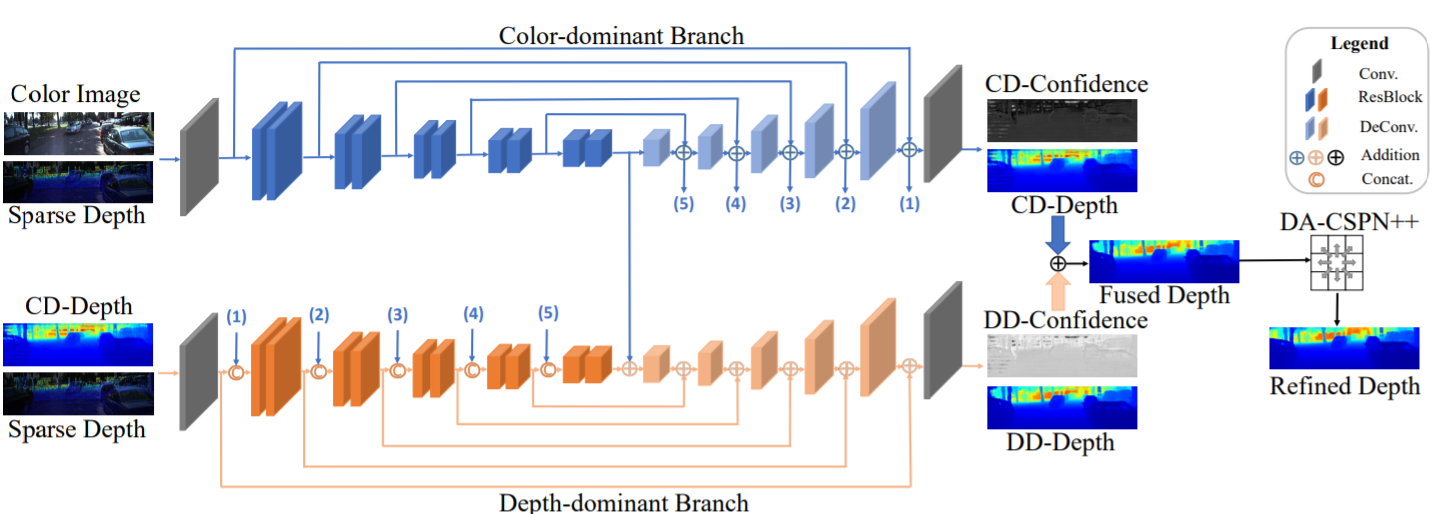 Color-dominant Branch
Legend
Conv.
ResBlock
DeConv.
Addition
Concat.
Color Image
Sparse Depth
CD-Confidence
CD-Depth
(5)
(4)
(3)
(2)
(1)
DA-CSPN++
Fused Depth
Refined Depth
CD-Depth
Sparse Depth
(1)
(2)
(3)
(4)
(5)
DD-Confidence
DD-Depth
Depth-dominant Branch